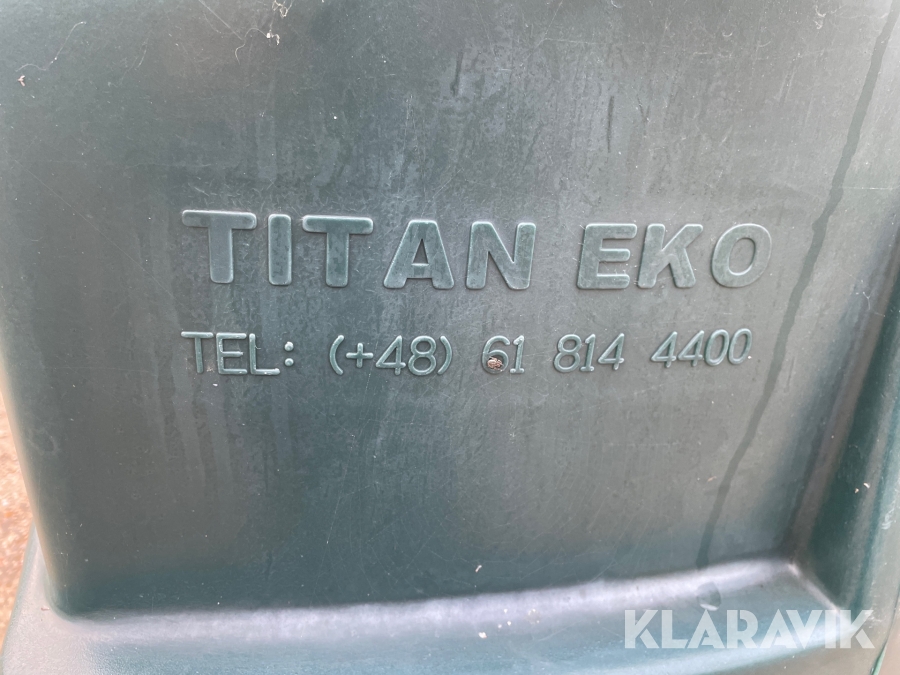 TITAN EKO
TEL: (+48) 61 814 4400
KLARAVIK